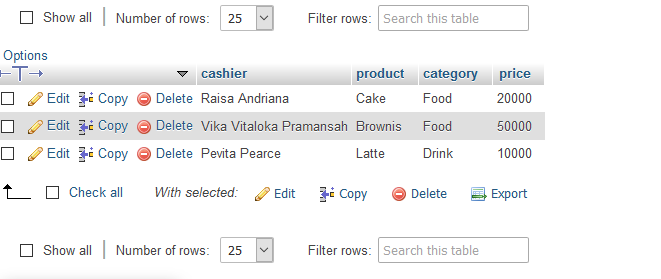 Show all Number of rows: 25 Filter rows: Search this table
Options
cashier product category price
Edit Copy Delete Raisa Andriana Cake Food 20000
Edit Copy Delete Vika Vitaloka Pramansah Brownis Food 50000
Edit Copy Delete Pevita Pearce Latte Drink 10000
Check all With selected: Edit Copy Delete Export
Show all Number of rows: 25 Filter rows: Search this table